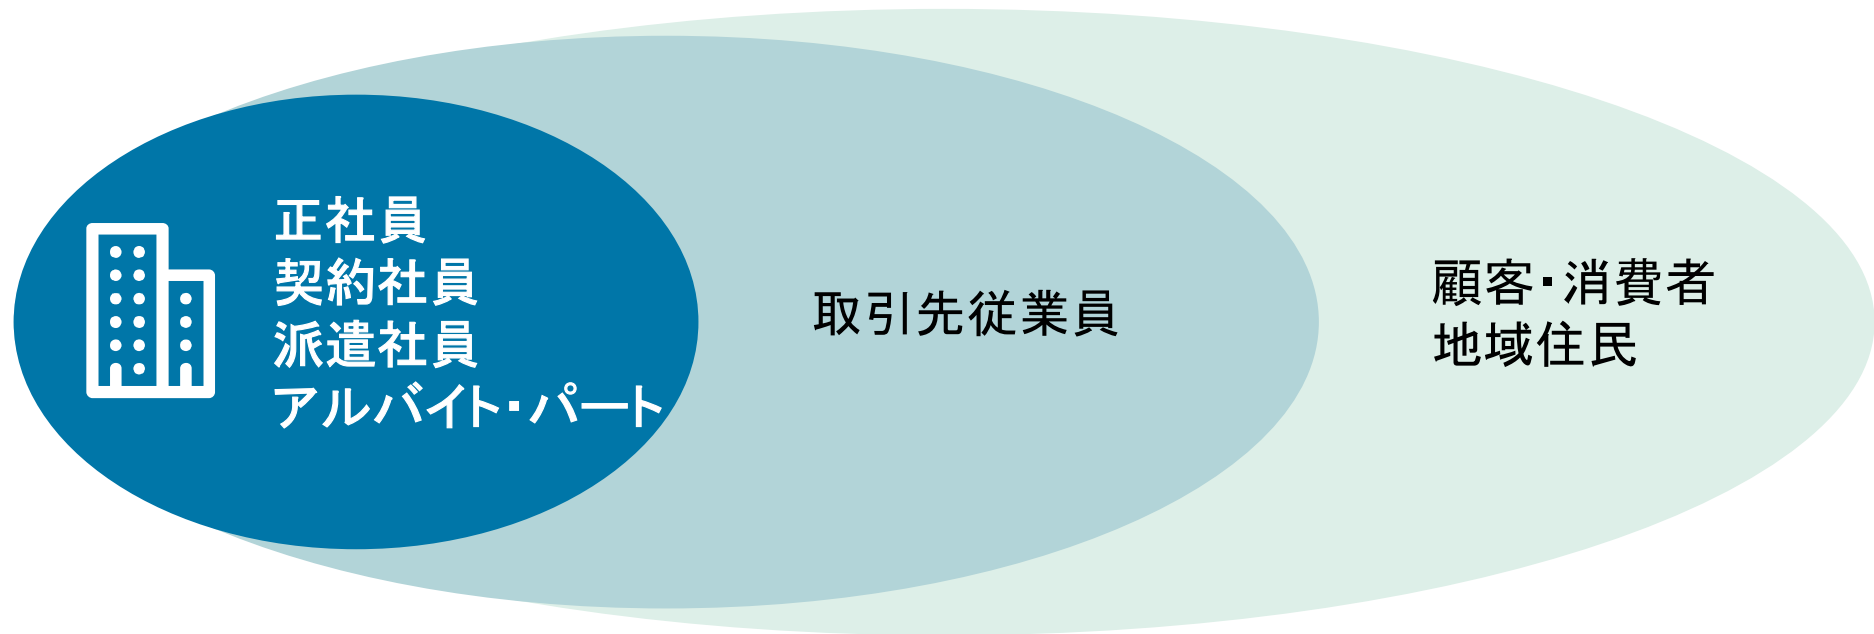 正社員
契約社員
派遣社員
アルバイト・パート
取引先従業員
顧客・消費者
地域住民